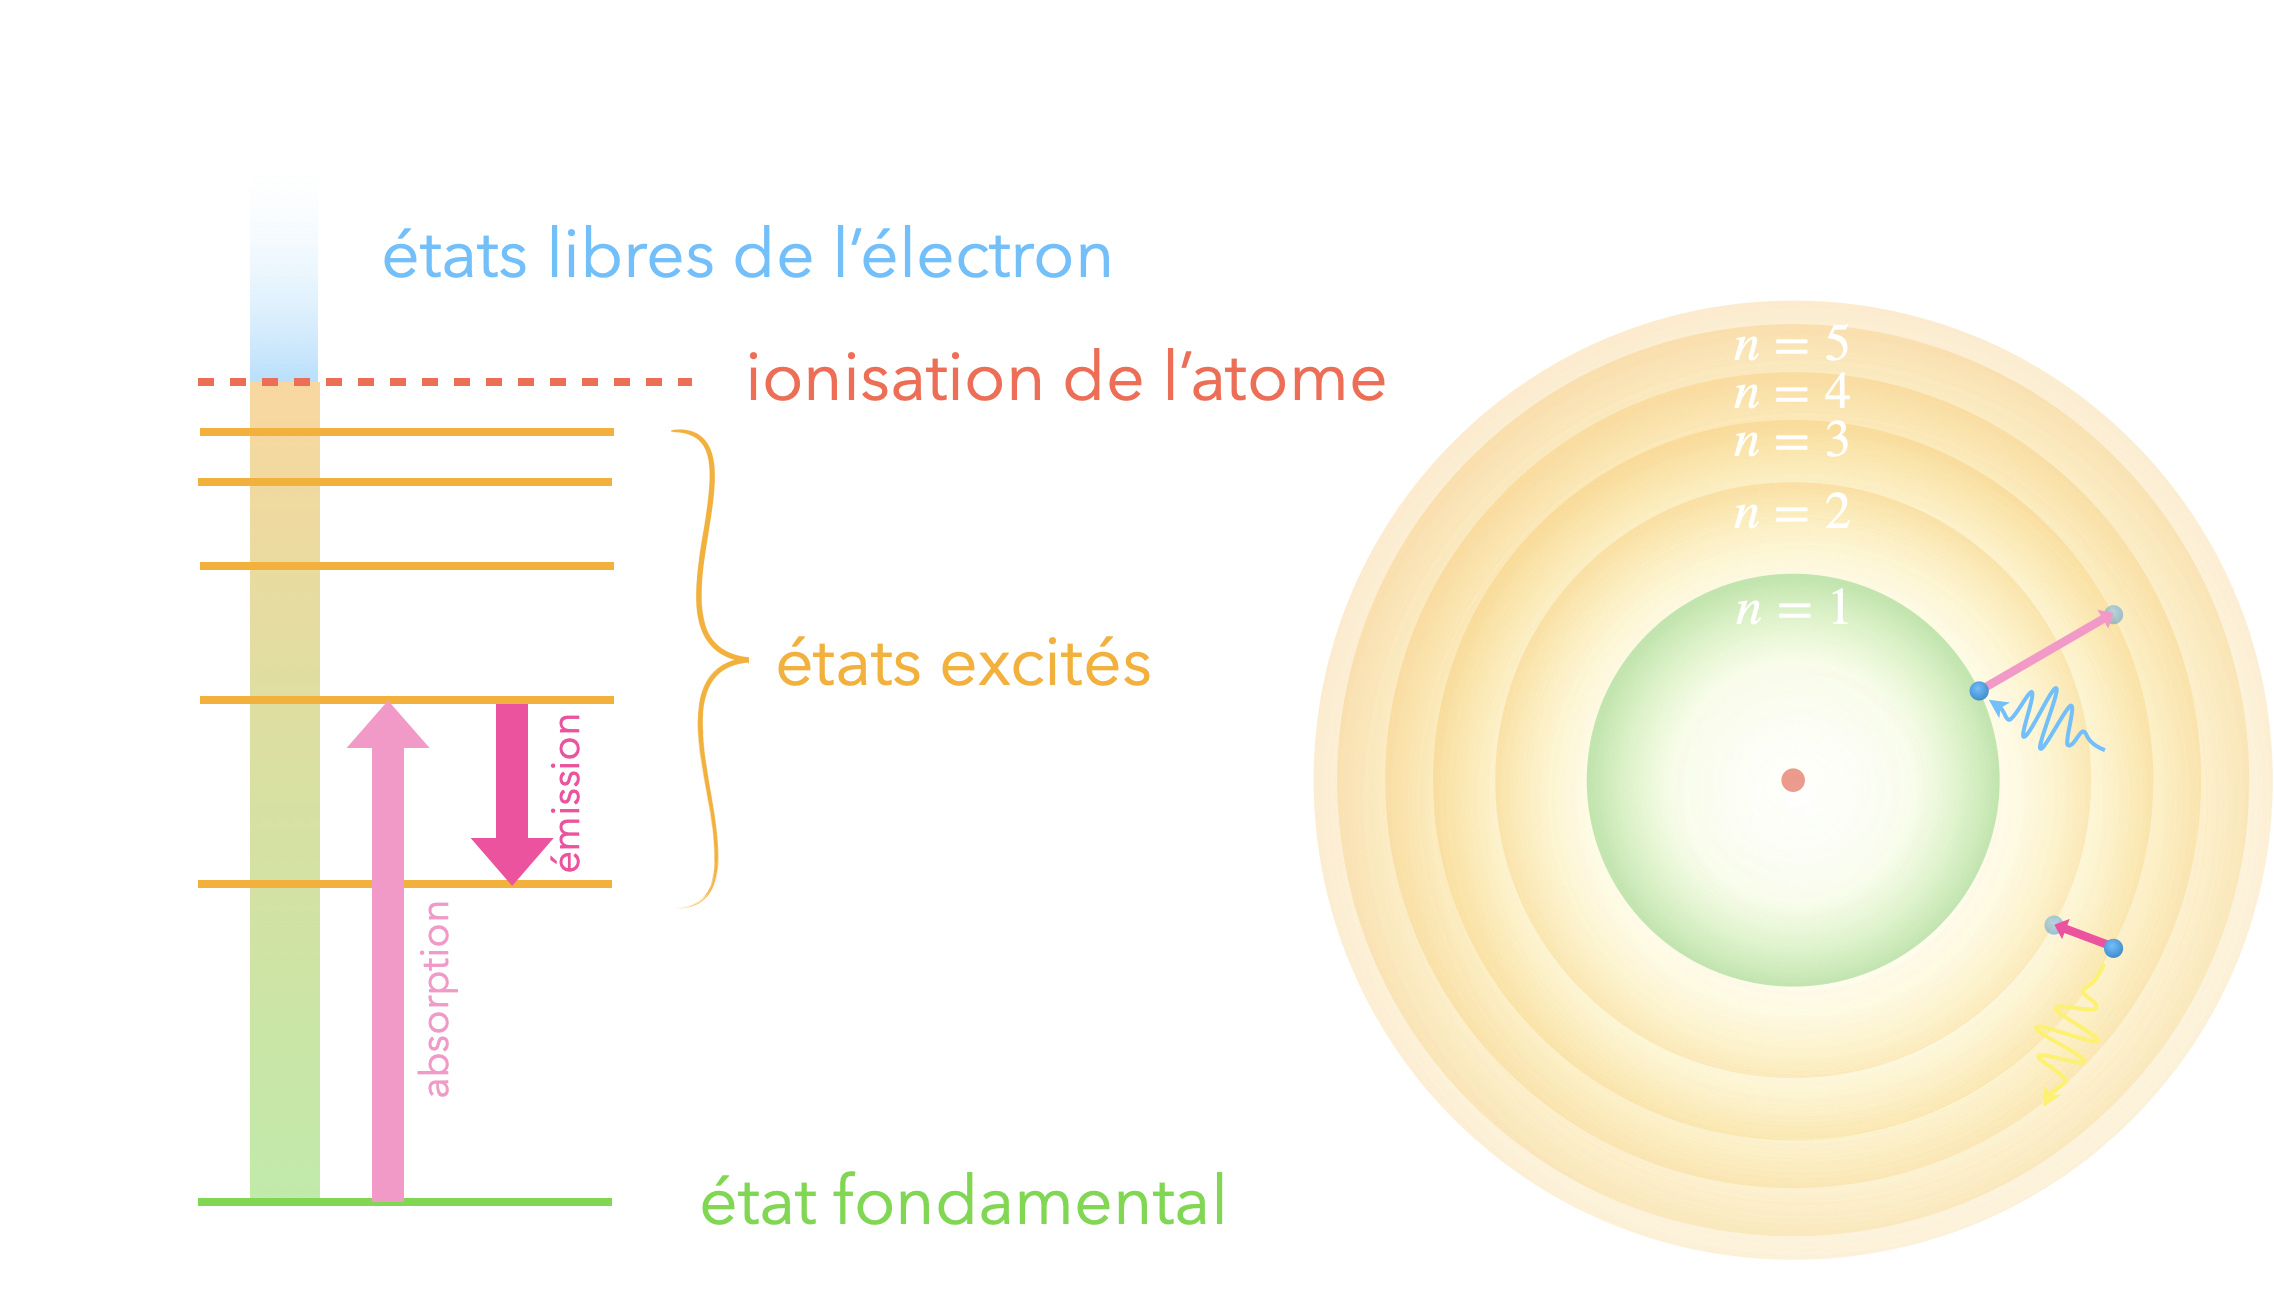 états libres de l'électron
ionisation de l'atome
états excités
émission
absorption
état fondamental
n = 5
n = 4
n = 3
n = 2
n = 1